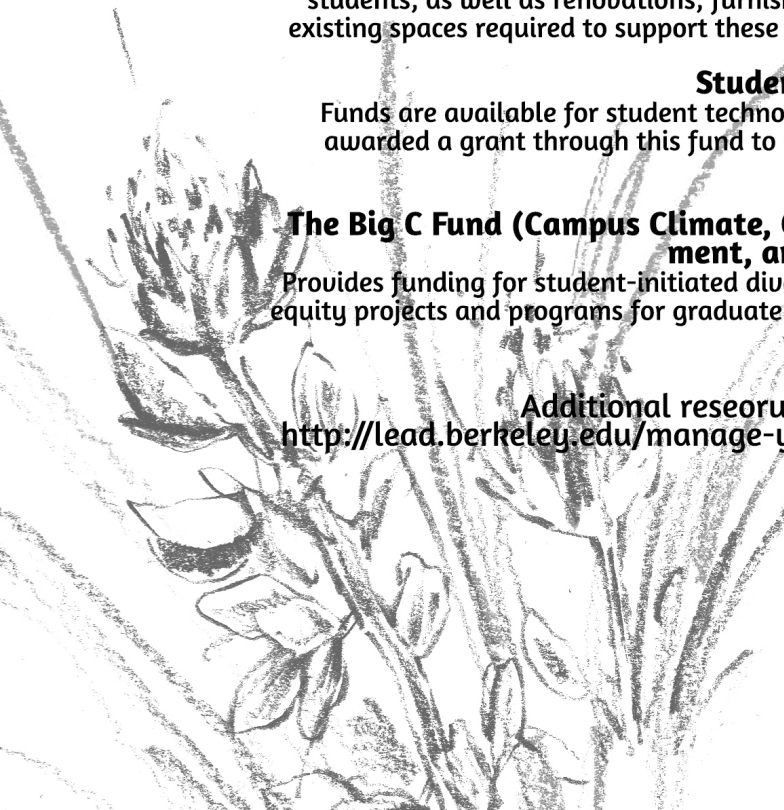 students, as well as renovations, furnis
existing spaces required to support these
Studen
Funds are available for student techno
awarded a grant through this fund to
The Big C Fund (Campus Climate,
ment, an
Provides funding for student-initiated div
equity projects and programs for graduate
Additional reseoru
http://lead.berkeley.edu/manage-y